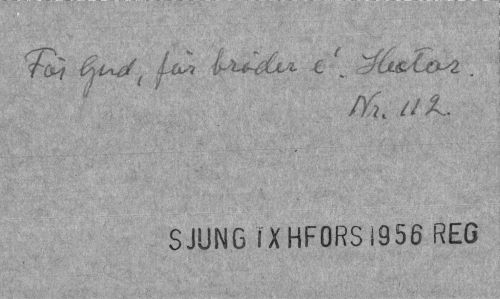 För Gud, för bröder e'. Hector.
Nr. 112.
SJUNG IX HFORS 1956 REG